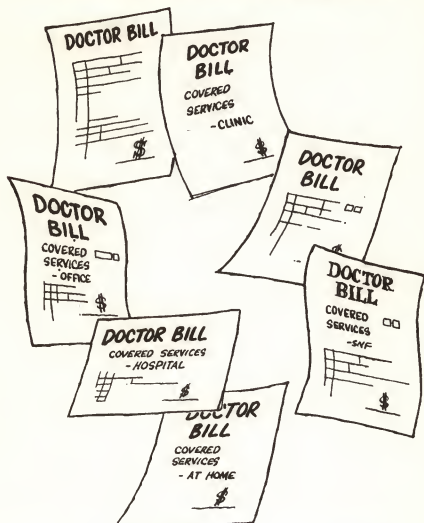 DOCTOR BILL
$
DOCTOR
BILL
COVERED
SERVICES
-CLINIC
$
DOCTOR
BILL
$
DOCTOR
BILL
COVERED
SERVICES
-OFFICE
$
DOCTOR
BILL
COVERED
SERVICES
-SNF
$
DOCTOR BILL
COVERED SERVICES
-HOSPITAL
$
DOCTOR
BILL
COVERED
SERVICES
- AT HOME
$